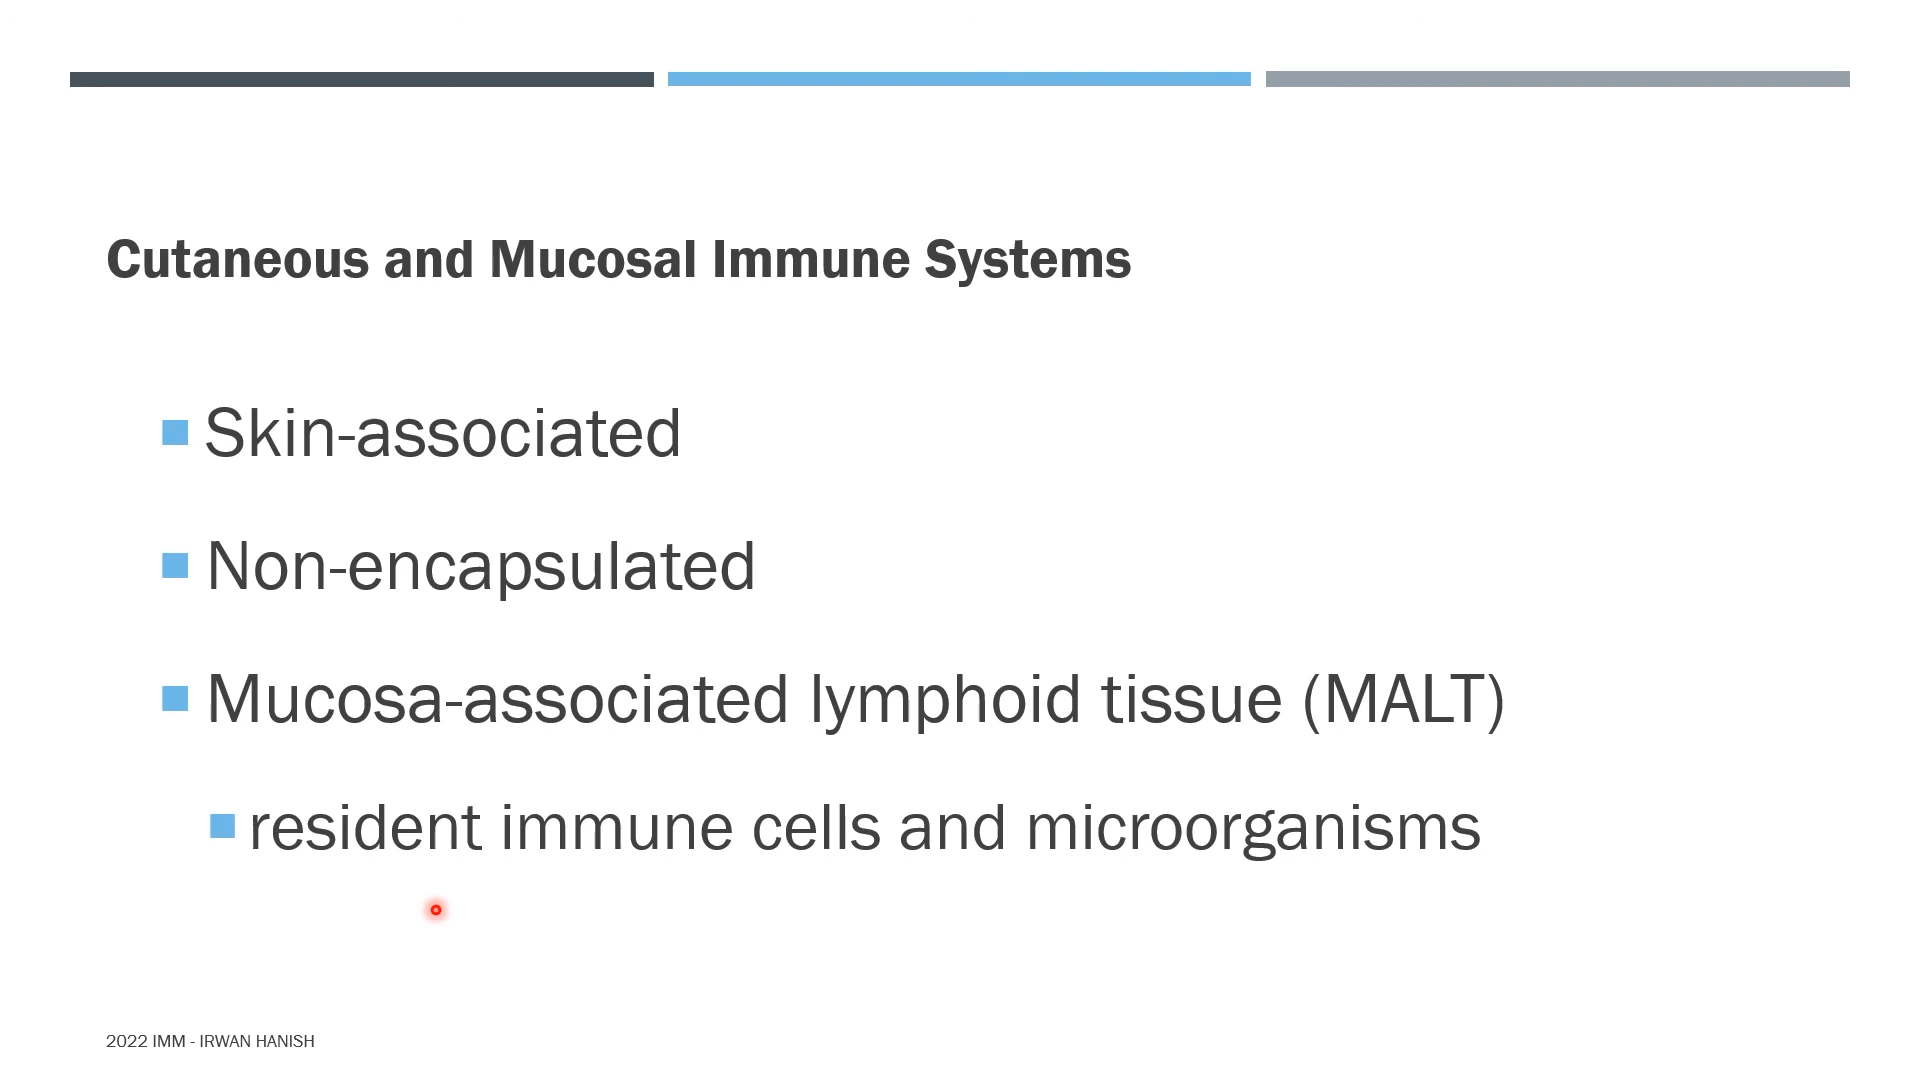 Cutaneous and Mucosal Immune Systems
Skin-associated
Non-encapsulated
Mucosa-associated lymphoid tissue (MALT)
resident immune cells and microorganisms
2022 IMM - IRWAN HANISH